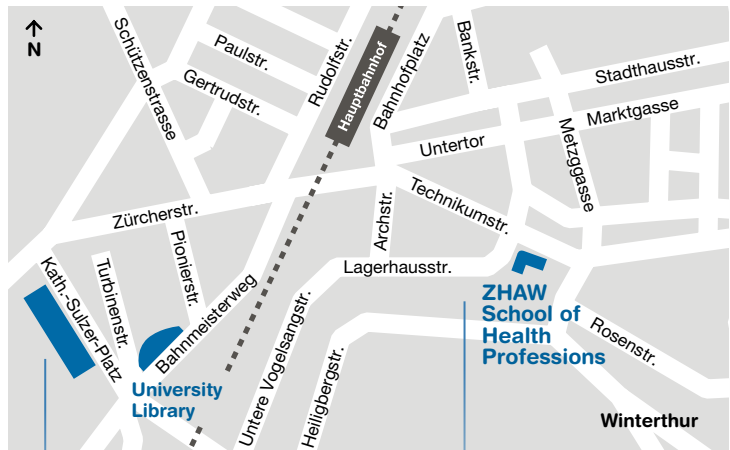 N
Schützenstrasse
Paulstr.
Gertrudstr.
Rudolfstr.
Hauptbahnhof
Bahnhofplatz
Bankstr.
Stadthausstr.
Marktgasse
Metzggasse
Untertor
Technikumstr.
Zürcherstr.
Pionierstr.
Archstr.
Lagerhausstr.
Kath.-Sulzer-Platz
Turbinenstr.
Bahnmeisterweg
University
Library
Untere Vogelsangstr.
Heiligbergstr.
ZHAW
School of
Health
Professions
Rosenstr.
Winterthur